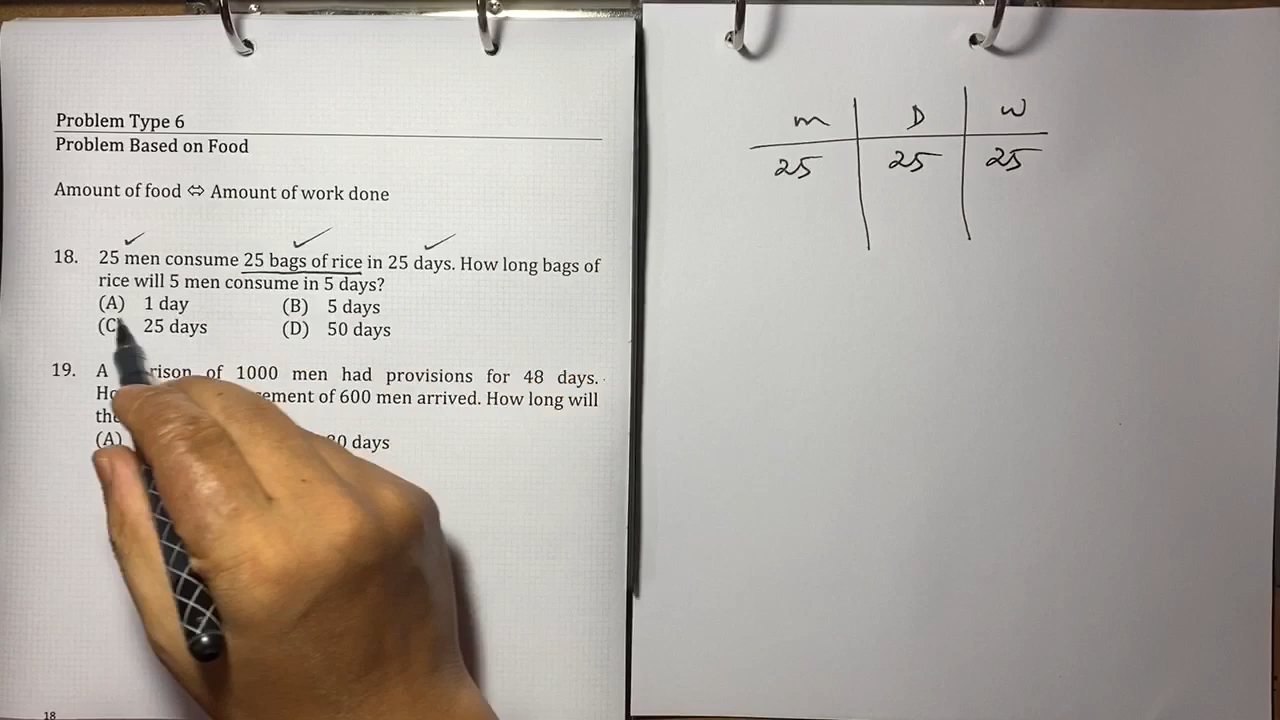 Problem Type 6
Problem Based on Food
Amount of food ⇔ Amount of work done
18. 25 men consume 25 bags of rice in 25 days. How long bags of
rice will 5 men consume in 5 days?
(A) 1 day (B) 5 days
(C) 25 days (D) 50 days
19. A of 1000 men had provisions for 48 days.
of 600 men arrived. How long will
(A) days
18
m D W
25 25 25